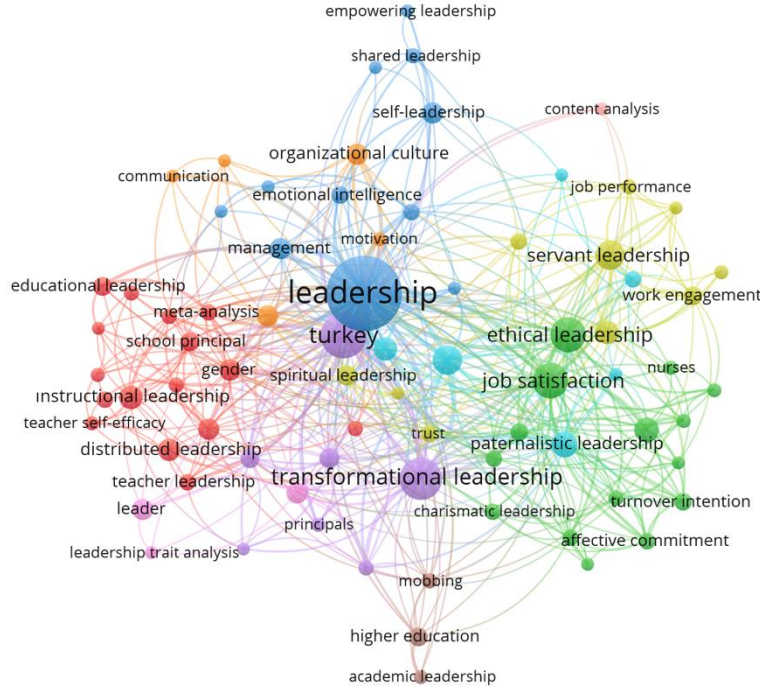 empowering leadership
shared leadership
self-leadership
content analysis
organizational culture
communication
emotional intelligence
job performance
motivation
management
servant leadership
educational leadership
leadership
work engagement
meta-analysis
school principal
turkey
ethical leadership
gender
spiritual leadership
job satisfaction
nurses
ınstructional leadership
teacher self-efficacy
trust
distributed leadership
paternalistic leadership
teacher leadership
transformational leadership
leader
charismatic leadership
turnover intention
principals
affective commitment
leadership trait analysis
mobbing
higher education
academic leadership